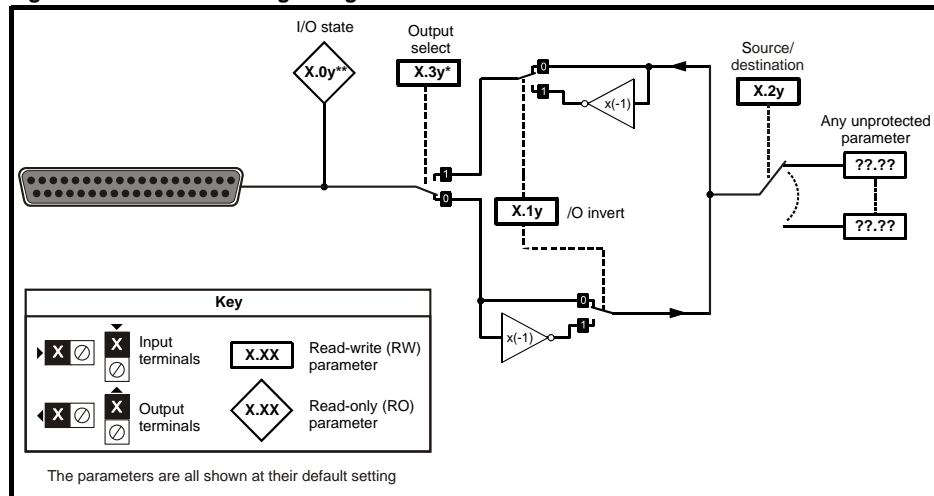 I/O state
Output
select
Source/
destination
X.0y**
X.3y*
0
1
x(-1)
X.2y
Any unprotected
parameter
??.??
1
0
X.1y
/O invert
??.??
0
1
x(-1)
Key
X
X
Input
terminals
X.XX
Read-write (RW)
parameter
X
X
Output
terminals
X.XX
Read-only (RO)
parameter
The parameters are all shown at their default setting